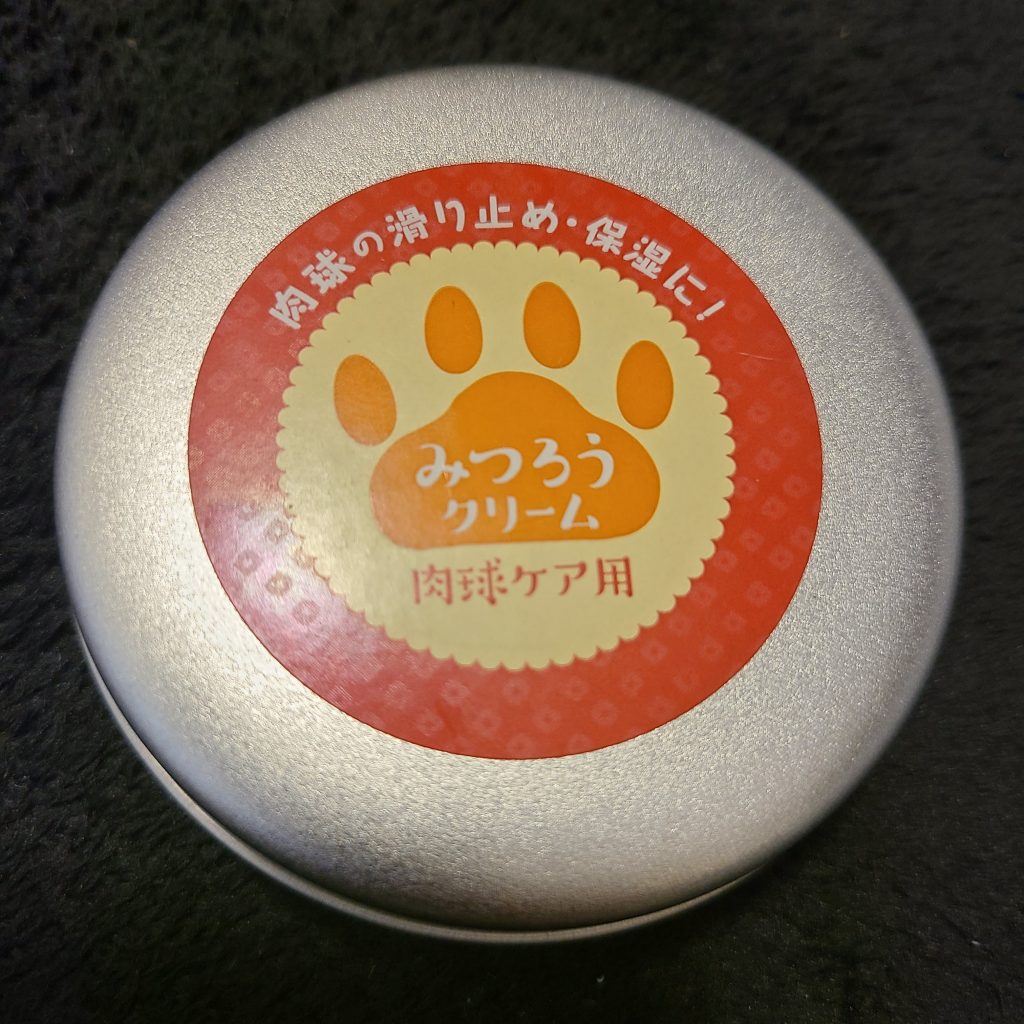 肉球の滑り止め・保湿に!
みつろう
クリーム
肉球ケア用